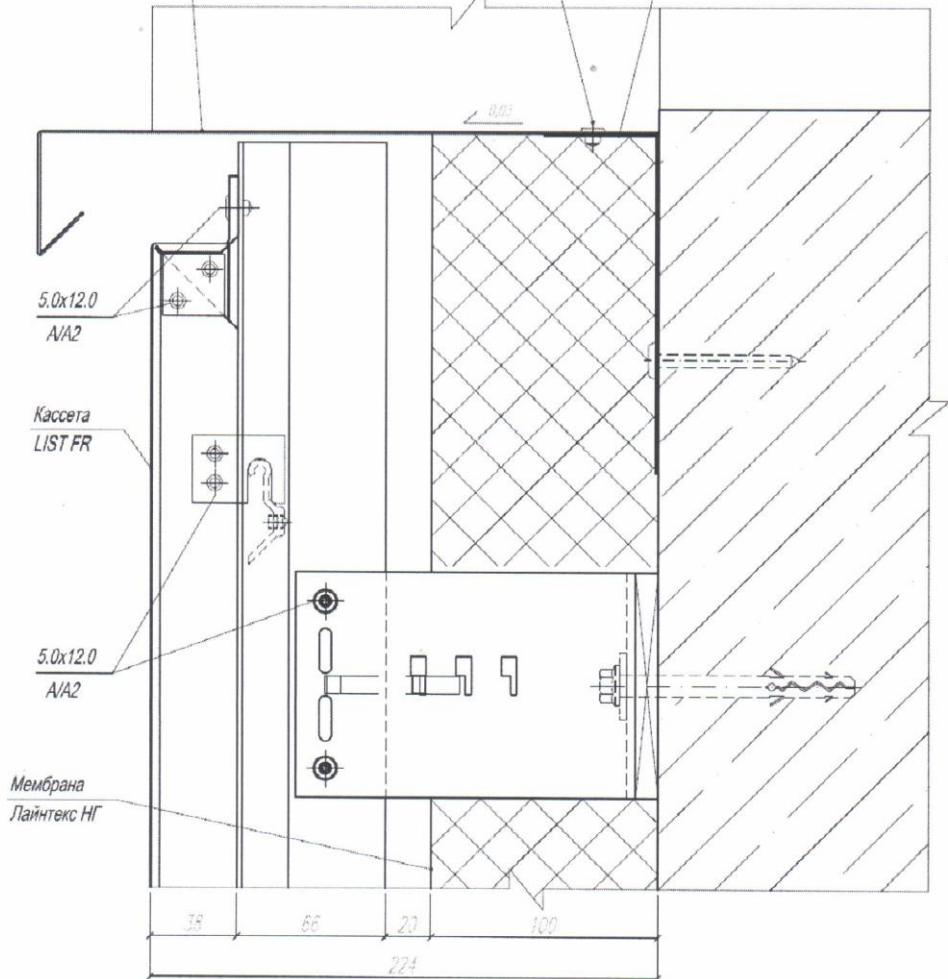 0,03
5.0x12.0
A/A2
Кассета
LIST FR
5.0x12.0
A/A2
Мембрана
Лайнтекс НГ
38
66
20
100
224